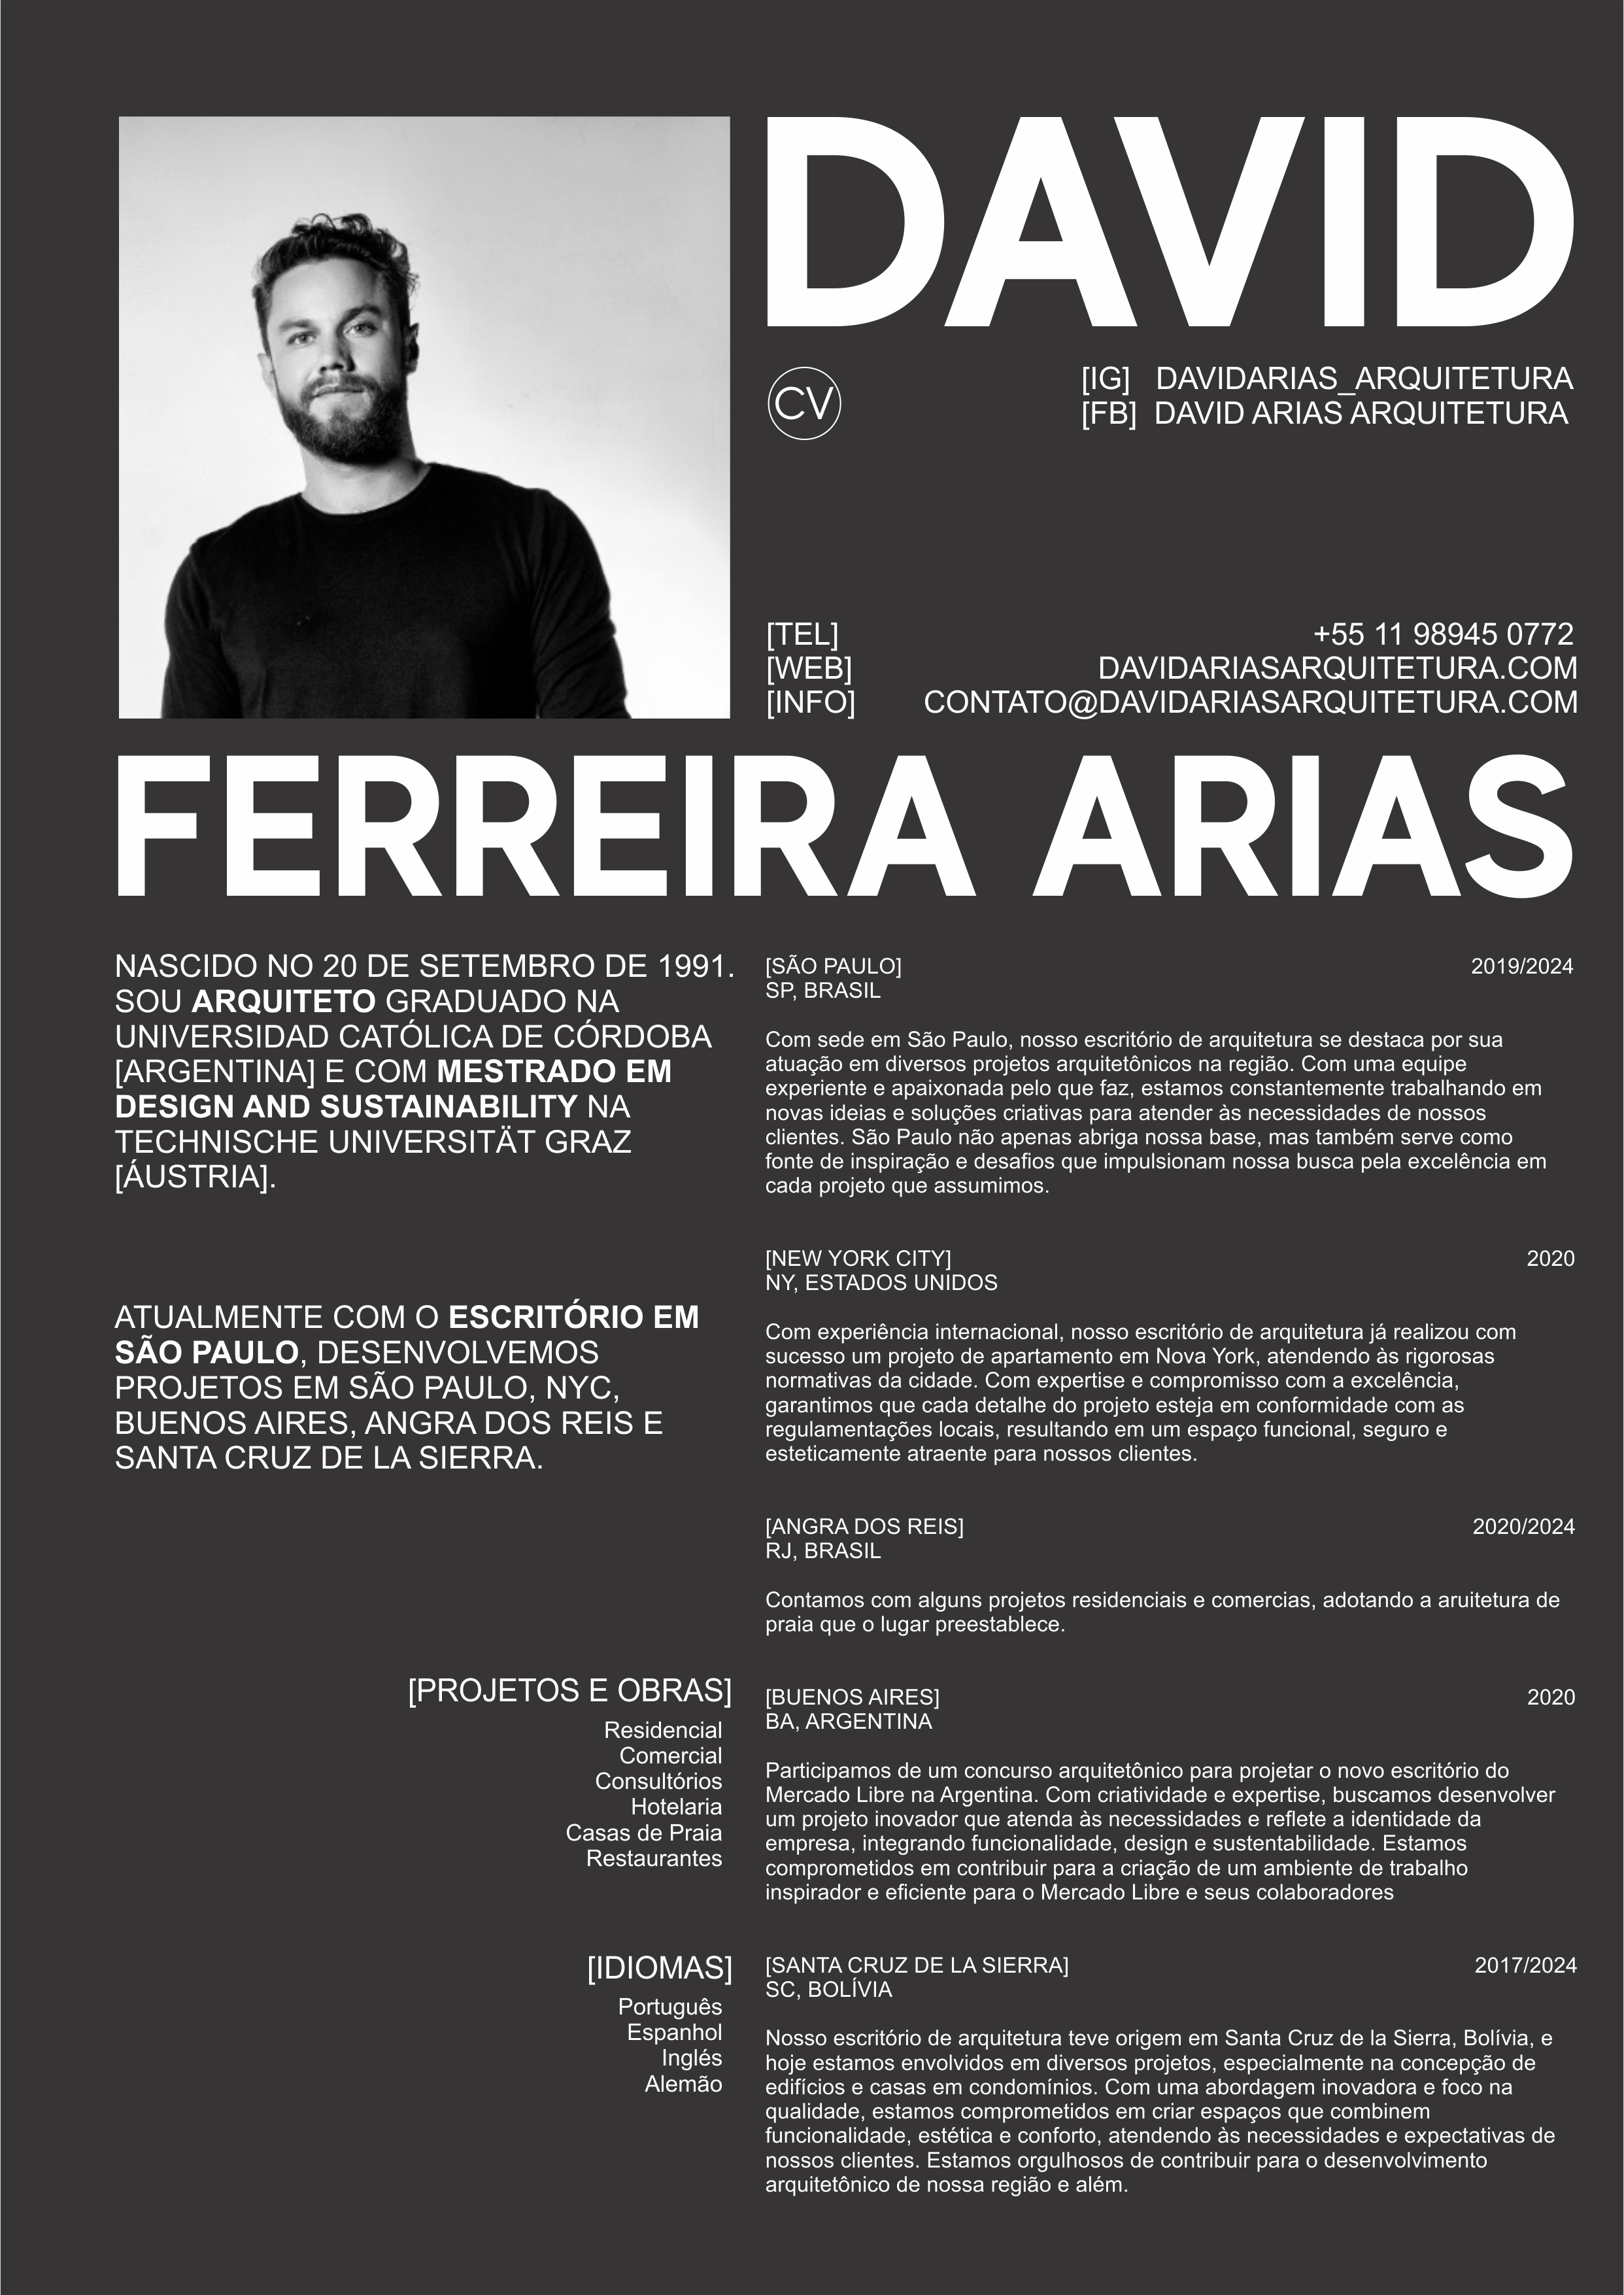 DAVID
CV
[IG] DAVIDARIAS_ARQUITETURA
[FB] DAVID ARIAS ARQUITETURA
[TEL] +55 11 98945 0772
[WEB] DAVIDARIASARQUITETURA.COM
[INFO] CONTATO@DAVIDARIASARQUITETURA.COM
FERREIRA ARIAS
NASCIDO NO 20 DE SETEMBRO DE 1991.
SOU ARQUITETO GRADUADO NA
UNIVERSIDAD CATÓLICA DE CÓRDOBA
[ARGENTINA] E COM MESTRADO EM
DESIGN AND SUSTAINABILITY NA
TECHNISCHE UNIVERSITÄT GRAZ
[ÁUSTRIA].
ATUALMENTE COM O ESCRITÓRIO EM
SÃO PAULO, DESENVOLVEMOS
PROJETOS EM SÃO PAULO, NYC,
BUENOS AIRES, ANGRA DOS REIS E
SANTA CRUZ DE LA SIERRA.
[PROJETOS E OBRAS]
Residencial
Comercial
Consultórios
Hotelaria
Casas de Praia
Restaurantes
[IDIOMAS]
Português
Espanhol
Inglés
Alemão
[SÃO PAULO] 2019/2024
SP, BRASIL
Com sede em São Paulo, nosso escritório de arquitetura se destaca por sua
atuação em diversos projetos arquitetônicos na região. Com uma equipe
experiente e apaixonada pelo que faz, estamos constantemente trabalhando em
novas ideias e soluções criativas para atender às necessidades de nossos
clientes. São Paulo não apenas abriga nossa base, mas também serve como
fonte de inspiração e desafios que impulsionam nossa busca pela excelência em
cada projeto que assumimos.
[NEW YORK CITY] 2020
NY, ESTADOS UNIDOS
Com experiência internacional, nosso escritório de arquitetura já realizou com
sucesso um projeto de apartamento em Nova York, atendendo às rigorosas
normativas da cidade. Com expertise e compromisso com a excelência,
garantimos que cada detalhe do projeto esteja em conformidade com as
regulamentações locais, resultando em um espaço funcional, seguro e
esteticamente atraente para nossos clientes.
[ANGRA DOS REIS] 2020/2024
RJ, BRASIL
Contamos com alguns projetos residenciais e comercias, adotando a aruitetura de
praia que o lugar preestablece.
[BUENOS AIRES] 2020
BA, ARGENTINA
Participamos de um concurso arquitetônico para projetar o novo escritório do
Mercado Libre na Argentina. Com criatividade e expertise, buscamos desenvolver
um projeto inovador que atenda às necessidades e reflete a identidade da
empresa, integrando funcionalidade, design e sustentabilidade. Estamos
comprometidos em contribuir para a criação de um ambiente de trabalho
inspirador e eficiente para o Mercado Libre e seus colaboradores
[SANTA CRUZ DE LA SIERRA] 2017/2024
SC, BOLÍVIA
Nosso escritório de arquitetura teve origem em Santa Cruz de la Sierra, Bolívia, e
hoje estamos envolvidos em diversos projetos, especialmente na concepção de
edifícios e casas em condomínios. Com uma abordagem inovadora e foco na
qualidade, estamos comprometidos em criar espaços que combinem
funcionalidade, estética e conforto, atendendo às necessidades e expectativas de
nossos clientes. Estamos orgulhosos de contribuir para o desenvolvimento
arquitetônico de nossa região e além.